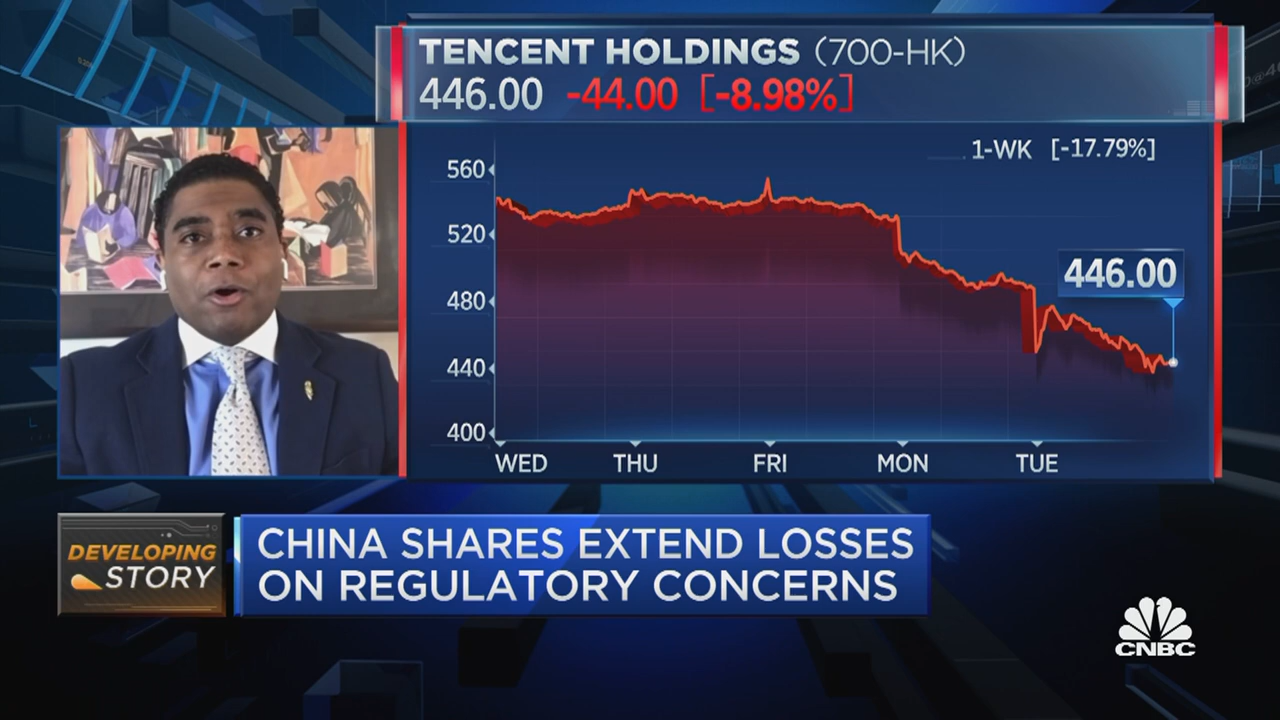 TENCENT HOLDINGS (700-HK)
446.00 -44.00 [-8.98%]
1-WK [-17.79%]
560
520
480
440
400
446.00
WED THU FRI MON TUE
DEVELOPING
STORY
CHINA SHARES EXTEND LOSSES
ON REGULATORY CONCERNS
CNBC